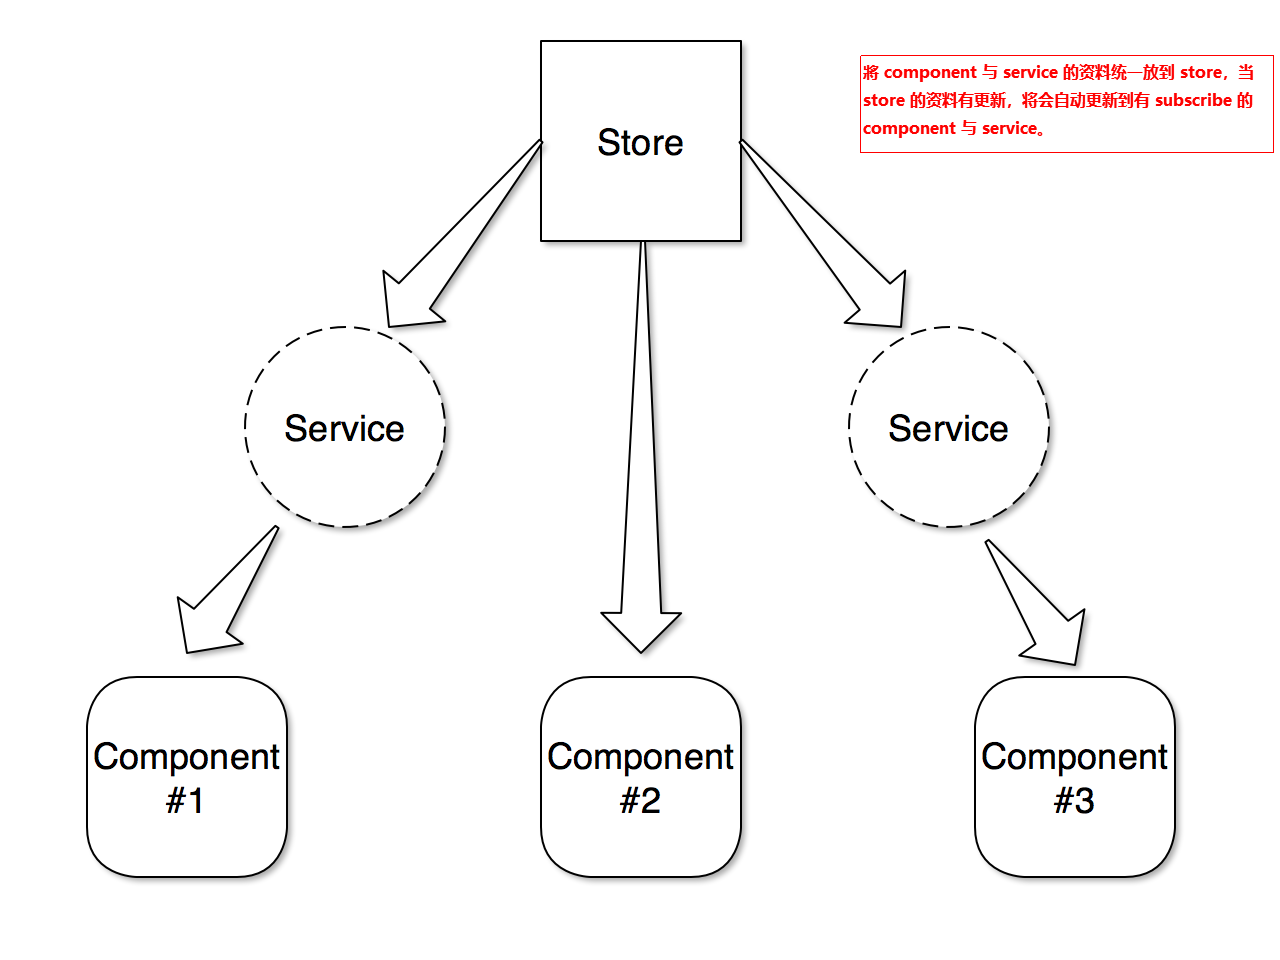 將 component 与 service 的资料统一放到 store，当
store 的资料有更新，将会自动更新到有 subscribe 的
component 与 service。
Store
Service
Service
Component
#1
Component
#2
Component
#3